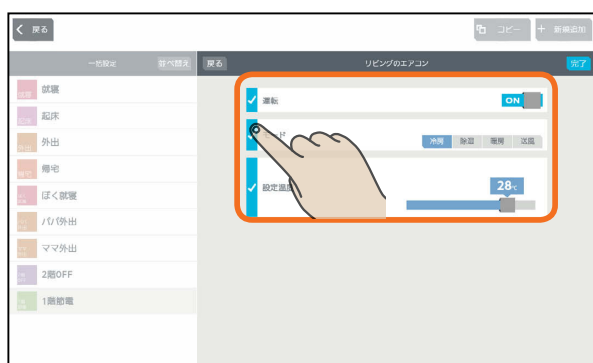 戻る
コピー
新規追加
一括設定
並べ替え
戻る
リビングのエアコン
完了
就寝
起床
外出
帰宅
ぼく就寝
パパ外出
ママ外出
2階OFF
1階節電
運転
ON
ード
冷房 除湿 暖房 送風
設定温度
28℃